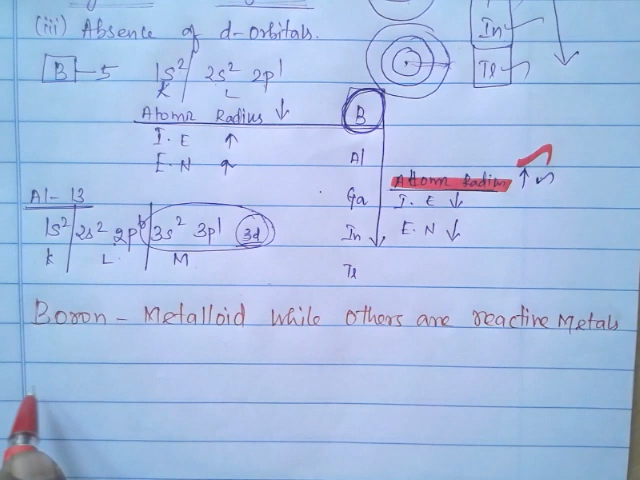 (iii) Absence of d-orbitals.
In
Tl
B - 5 1s² 2s² 2p¹
K L
Atomic Radius ↓
I. E ↑
E. N ↑
B
Al
Ga
In
Tl
Atomic Radius ↑
I. E ↓
E. N ↓
Al - 13
1s² 2s² 2p⁶ 3s² 3p¹ 3d
K L M
Boron - Metalloid while others are reactive Metals